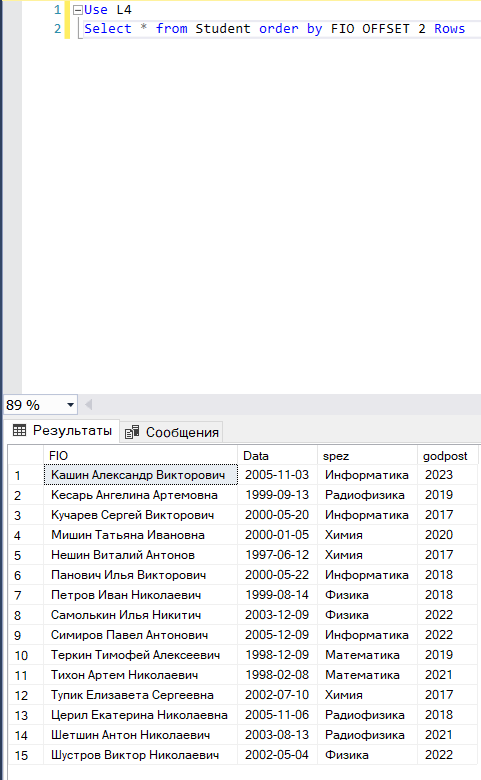 1 Use L4
2 Select * from Student order by FIO OFFSET 2 Rows
89 %
Результаты Сообщения
FIO Data spez godpost
1 Кашин Александр Викторович 2005-11-03 Информатика 2023
2 Кесарь Ангелина Артемовна 1999-09-13 Радиофизика 2019
3 Кучарев Сергей Викторович 2000-05-20 Информатика 2017
4 Мишин Татьяна Ивановна 2000-01-05 Химия 2020
5 Нешин Виталий Антонов 1997-06-12 Химия 2017
6 Панович Илья Викторович 2000-05-22 Информатика 2018
7 Петров Иван Николаевич 1999-08-14 Физика 2018
8 Самолькин Илья Никитич 2003-12-09 Физика 2022
9 Симиров Павел Антонович 2005-12-09 Информатика 2022
10 Теркин Тимофей Алексеевич 1998-12-09 Математика 2019
11 Тихон Артем Николаевич 1998-02-08 Математика 2021
12 Тупик Елизавета Сергеевна 2002-07-10 Химия 2017
13 Церил Екатерина Николаевна 2005-11-06 Радиофизика 2018
14 Шетшин Антон Николаевич 2003-08-13 Радиофизика 2021
15 Шустров Виктор Николаевич 2002-05-04 Физика 2022